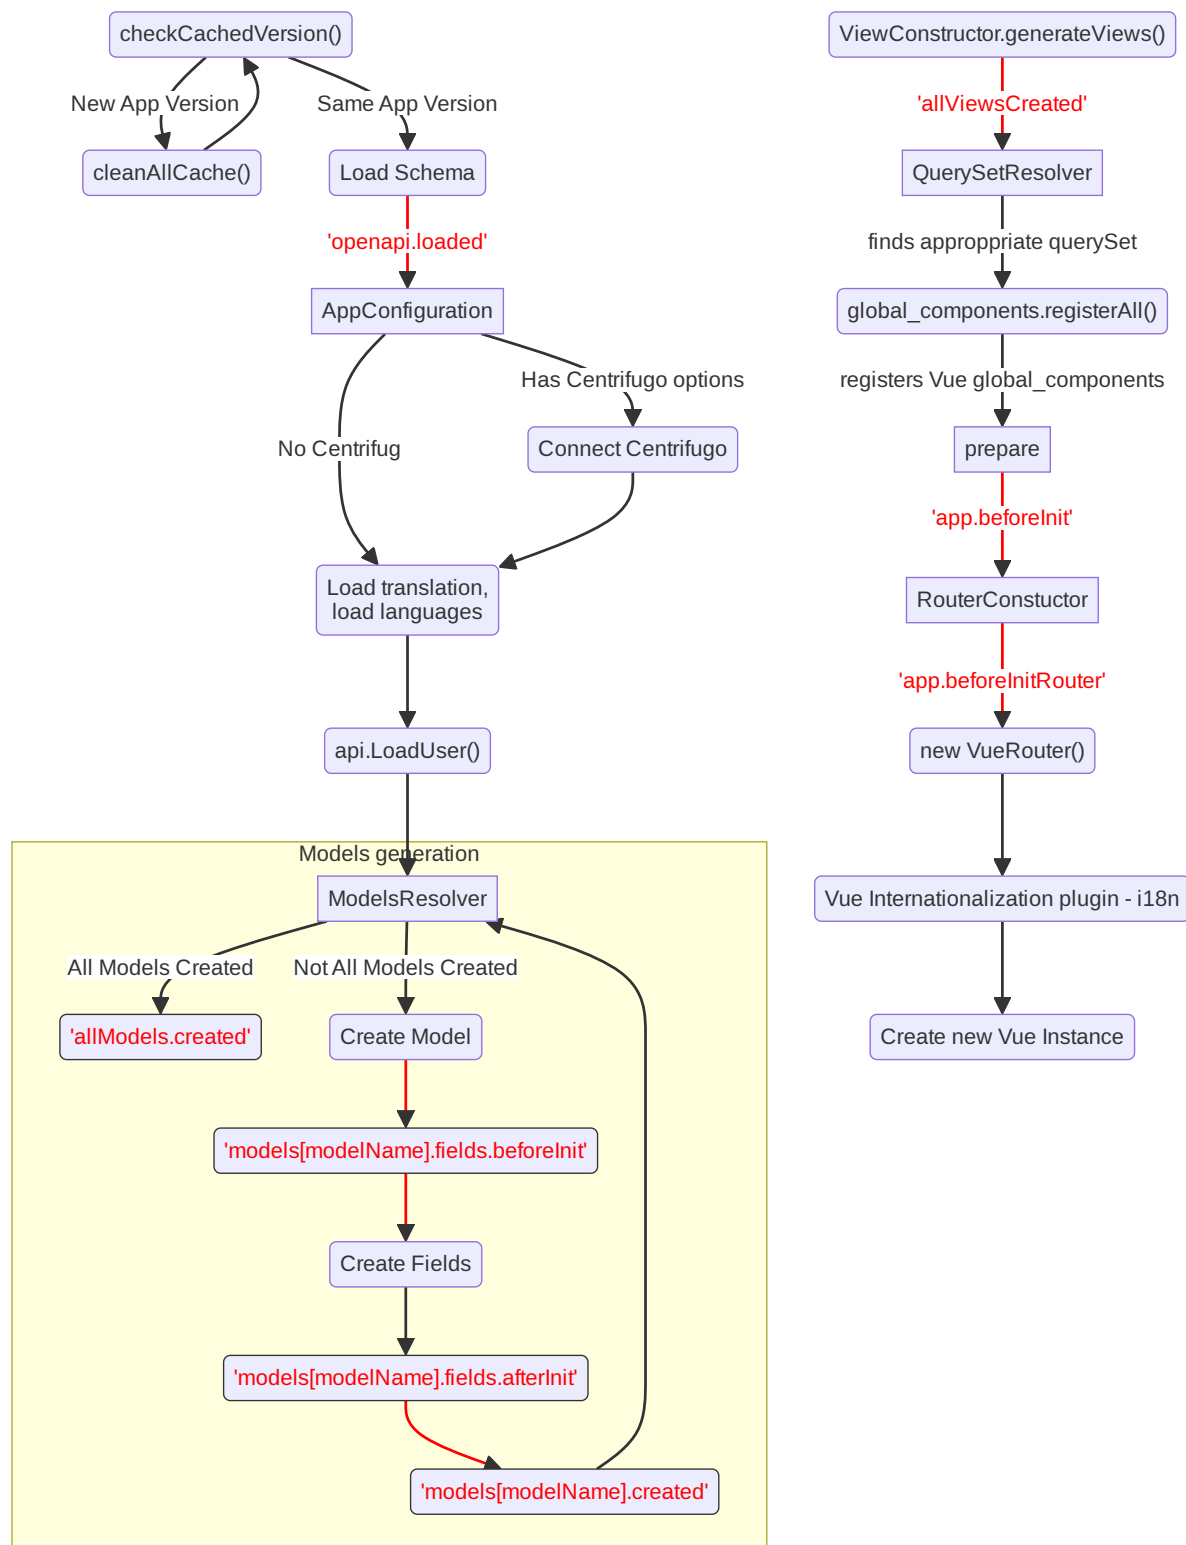 checkCachedVersion()
New App Version
Same App Version
cleanAllCache()
Load Schema
'openapi.loaded'
AppConfiguration
Has Centrifugo options
No Centrifug
Connect Centrifugo
Load translation,
load languages
api.LoadUser()
Models generation
ModelsResolver
All Models Created
Not All Models Created
'allModels.created'
Create Model
'models[modelName].fields.beforeInit'
Create Fields
'models[modelName].fields.afterInit'
'models[modelName].created'
ViewConstructor.generateViews()
'allViewsCreated'
QuerySetResolver
finds approppriate querySet
global_components.registerAll()
registers Vue global_components
prepare
'app.beforeInit'
RouterConstuctor
'app.beforeInitRouter'
new VueRouter()
Vue Internationalization plugin - i18n
Create new Vue Instance